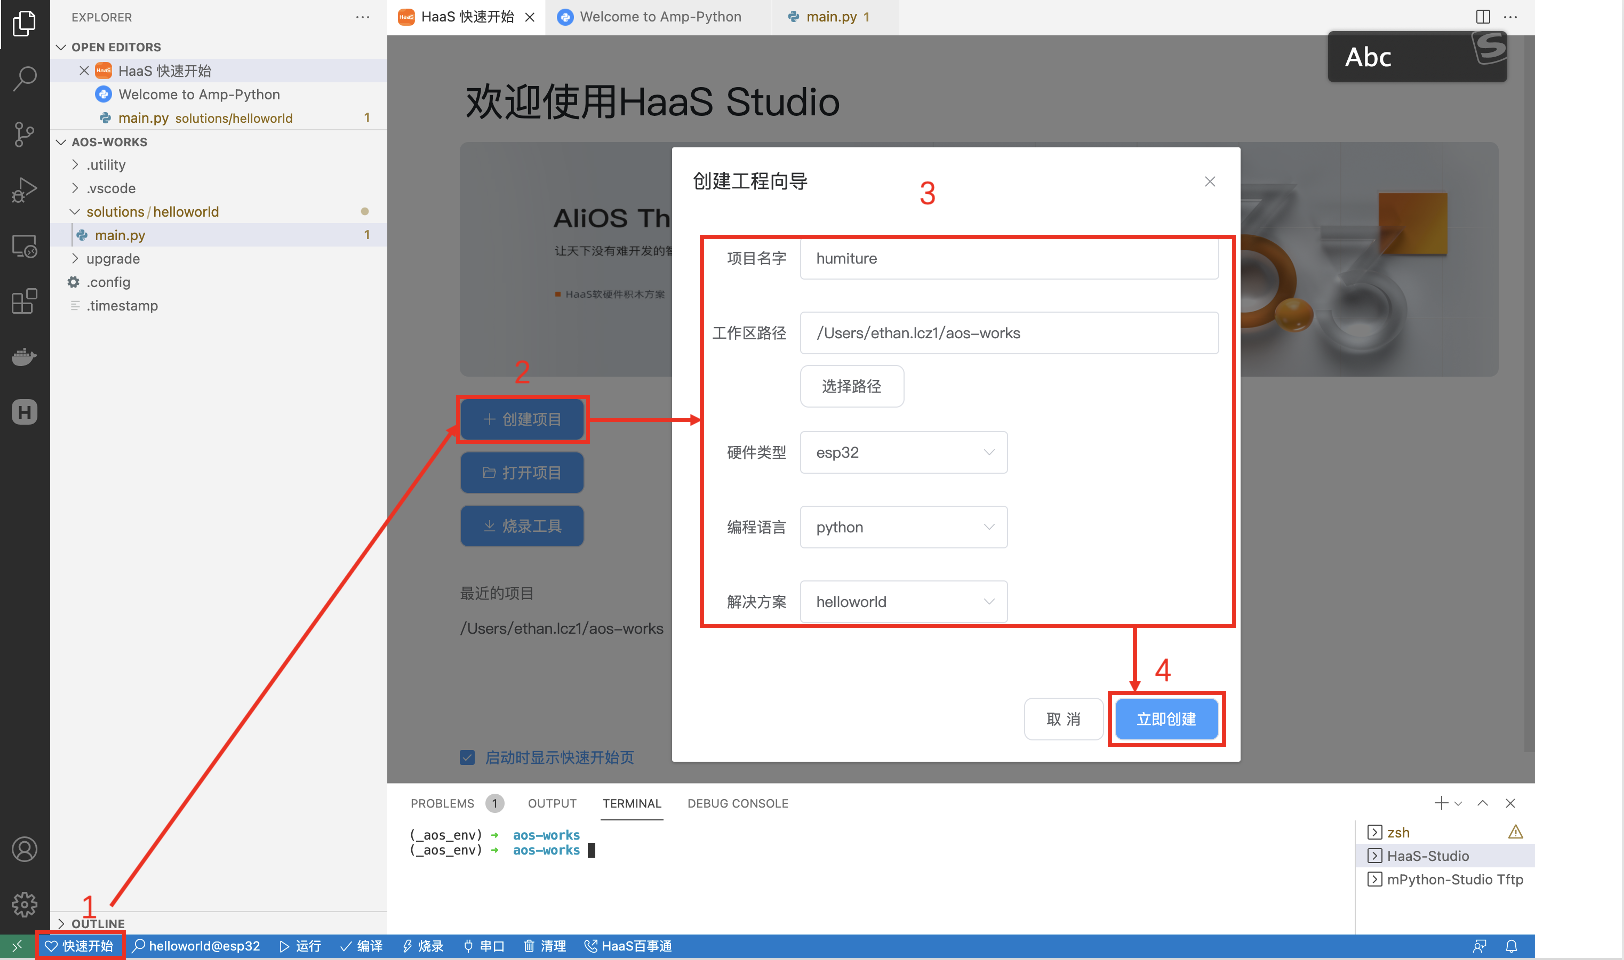 EXPLORER
OPEN EDITORS
HaaS 快速开始
Welcome to Amp-Python
main.py solutions/helloworld 1
AOS-WORKS
.utility
.vscode
solutions/helloworld
main.py 1
upgrade
.config
.timestamp
OUTLINE
HaaS 快速开始
Welcome to Amp-Python
main.py 1
Abc
欢迎使用HaaS Studio
AliOS Th
让天下没有难开发的智
HaaS软硬件积木方案
2
+ 创建项目
打开项目
烧录工具
最近的项目
/Users/ethan.lcz1/aos-works
启动时显示快速开始页
创建工程向导
3
项目名字 humiture
工作区路径 /Users/ethan.lcz1/aos-works
选择路径
硬件类型 esp32
编程语言 python
解决方案 helloworld
4
取 消
立即创建
PROBLEMS 1 OUTPUT TERMINAL DEBUG CONSOLE
(_aos_env) → aos-works
(_aos_env) → aos-works
zsh
HaaS-Studio
mPython-Studio Tftp
1
快速开始 helloworld@esp32 运行 编译 烧录 串口 清理 HaaS百事通